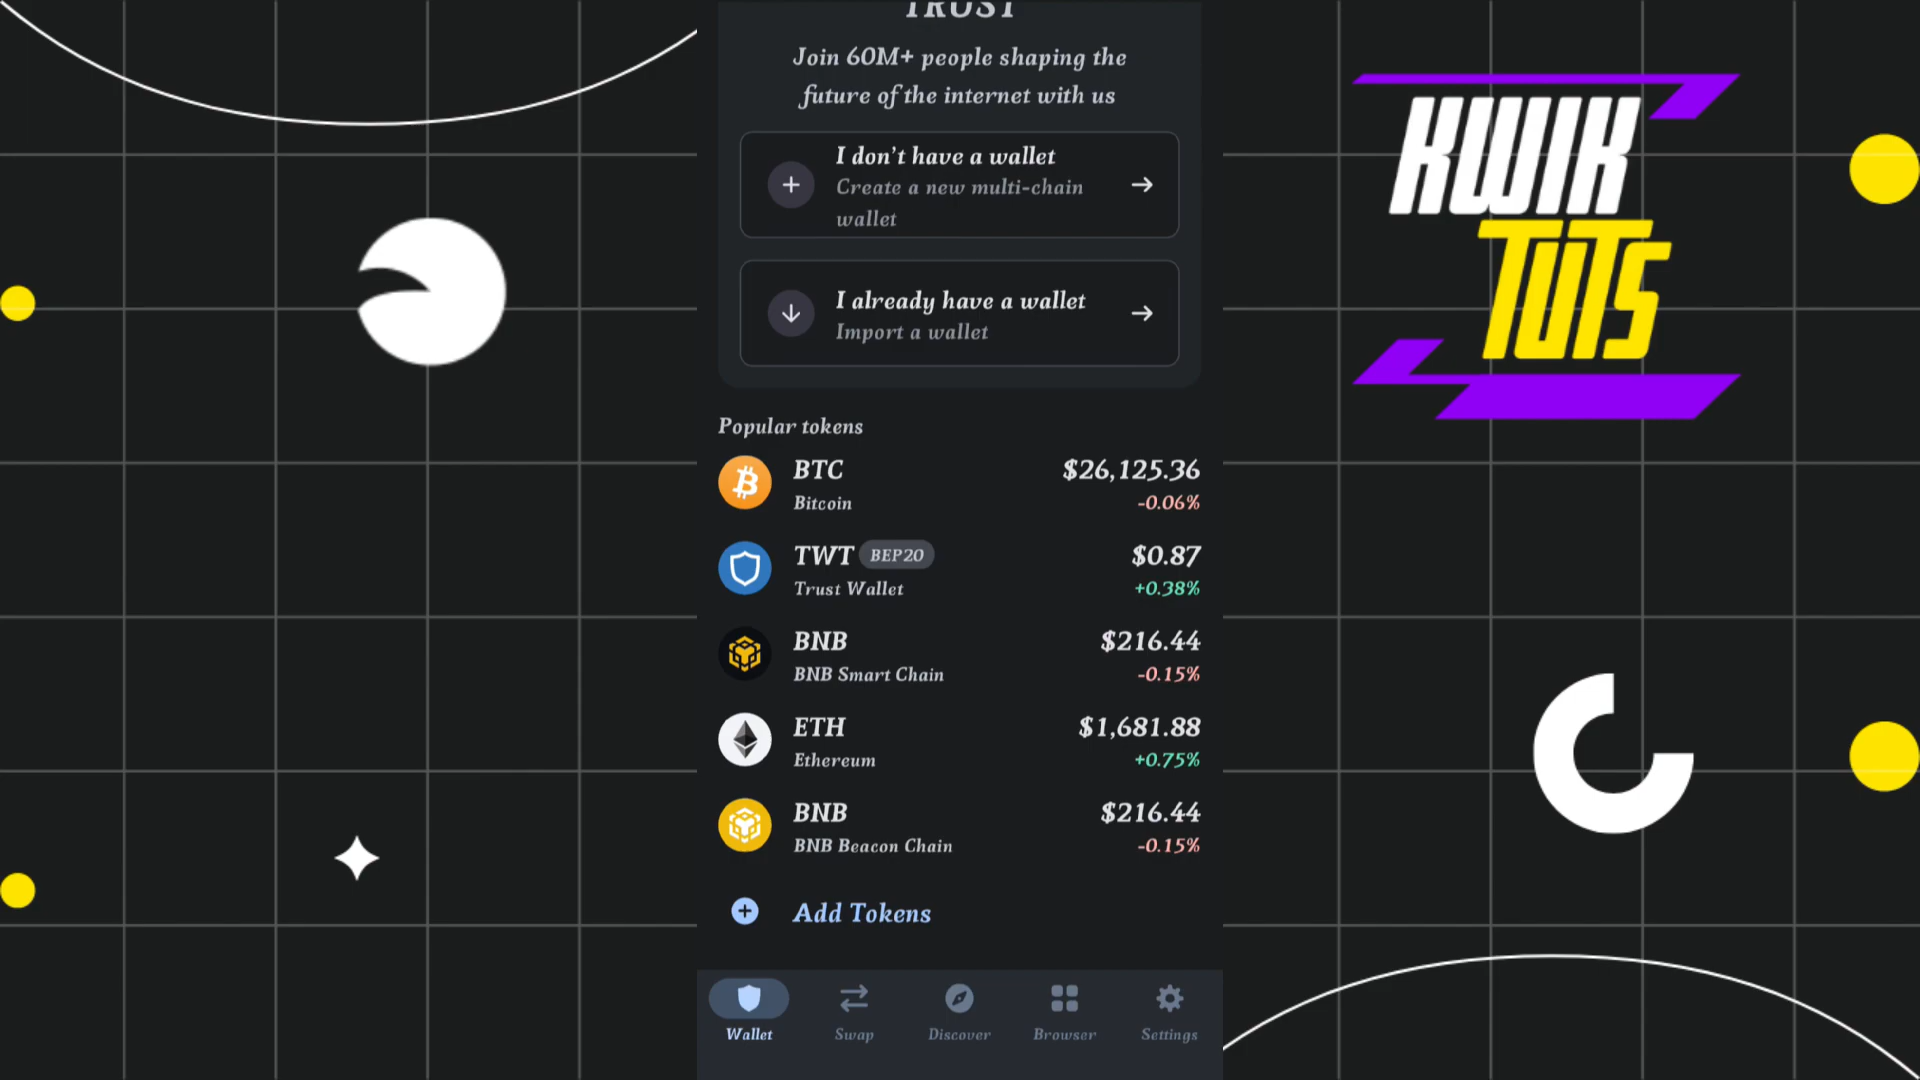 TRUST
Join 60M+ people shaping the
future of the internet with us
I don't have a wallet
Create a new multi-chain
wallet
I already have a wallet
Import a wallet
Popular tokens
BTC $26,125.36
Bitcoin -0.06%
TWT BEP20 $0.87
Trust Wallet +0.38%
BNB $216.44
BNB Smart Chain -0.15%
ETH $1,681.88
Ethereum +0.75%
BNB $216.44
BNB Beacon Chain -0.15%
Add Tokens
Wallet Swap Discover Browser Settings
KWIK
TUTS